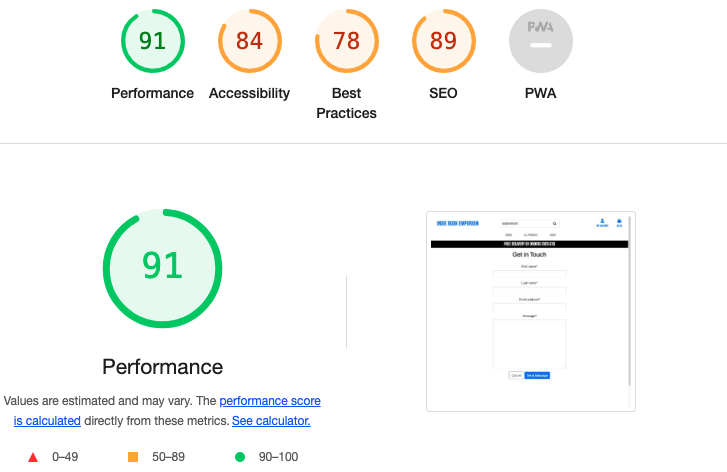 91 84 78 89 PWA
Performance Accessibility Best Practices SEO PWA
91
INDIE BOOK EMPORIUM
FREE DELIVERY ON ORDERS OVER
Get in Touch
First name*
Last name*
Email address*
Message*
Cancel Send Message
Performance
Values are estimated and may vary. The performance score
is calculated directly from these metrics. See calculator.
0–49 50–89 90–100